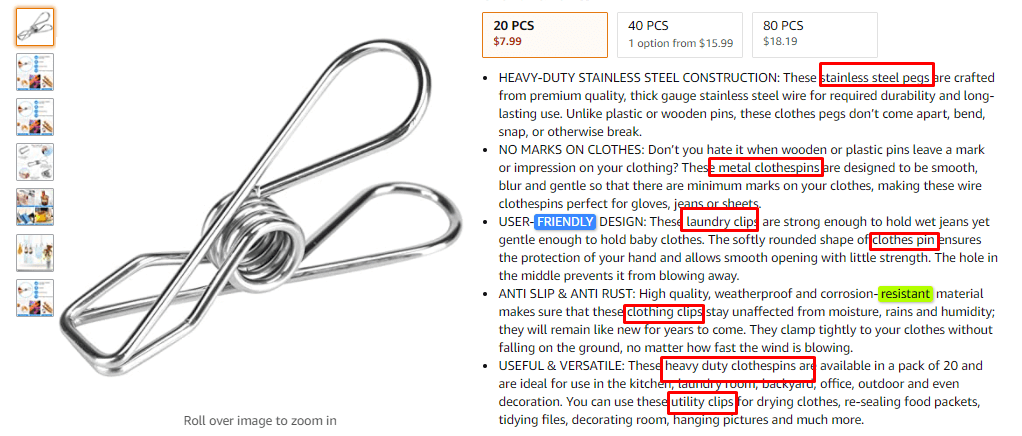 20 PCS
$7.99
40 PCS
1 option from $15.99
80 PCS
$18.19
HEAVY-DUTY STAINLESS STEEL CONSTRUCTION: These stainless steel pegs are crafted
from premium quality, thick gauge stainless steel wire for required durability and long-
lasting use. Unlike plastic or wooden pins, these clothes pegs don’t come apart, bend,
snap, or otherwise break.
NO MARKS ON CLOTHES: Don’t you hate it when wooden or plastic pins leave a mark
or impression on your clothing? These metal clothespins are designed to be smooth,
blur and gentle so that there are minimum marks on your clothes, making these wire
clothespins perfect for gloves, jeans or sheets.
USER-FRIENDLY DESIGN: These laundry clips are strong enough to hold wet jeans yet
gentle enough to hold baby clothes. The softly rounded shape of clothes pin ensures
the protection of your hand and allows smooth opening with little strength. The hole in
the middle prevents it from blowing away.
ANTI SLIP & ANTI RUST: High quality, weatherproof and corrosion-resistant material
makes sure that these clothing clips stay unaffected from moisture, rains and humidity;
they will remain like new for years to come. They clamp tightly to your clothes without
falling on the ground, no matter how fast the wind is blowing.
USEFUL & VERSATILE: These heavy duty clothespins are available in a pack of 20 and
are ideal for use in the kitchen, laundry room, backyard, office, outdoor and even
decoration. You can use these utility clips for drying clothes, re-sealing food packets,
tidying files, decorating room, hanging pictures and much more.
Roll over image to zoom in